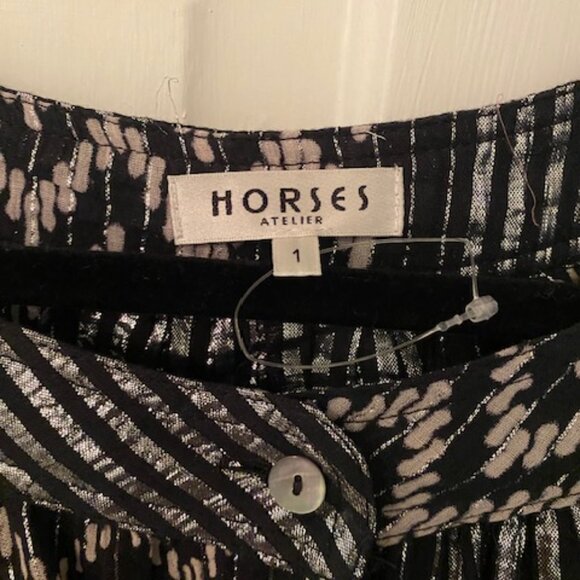 HORSES
ATELIER
1